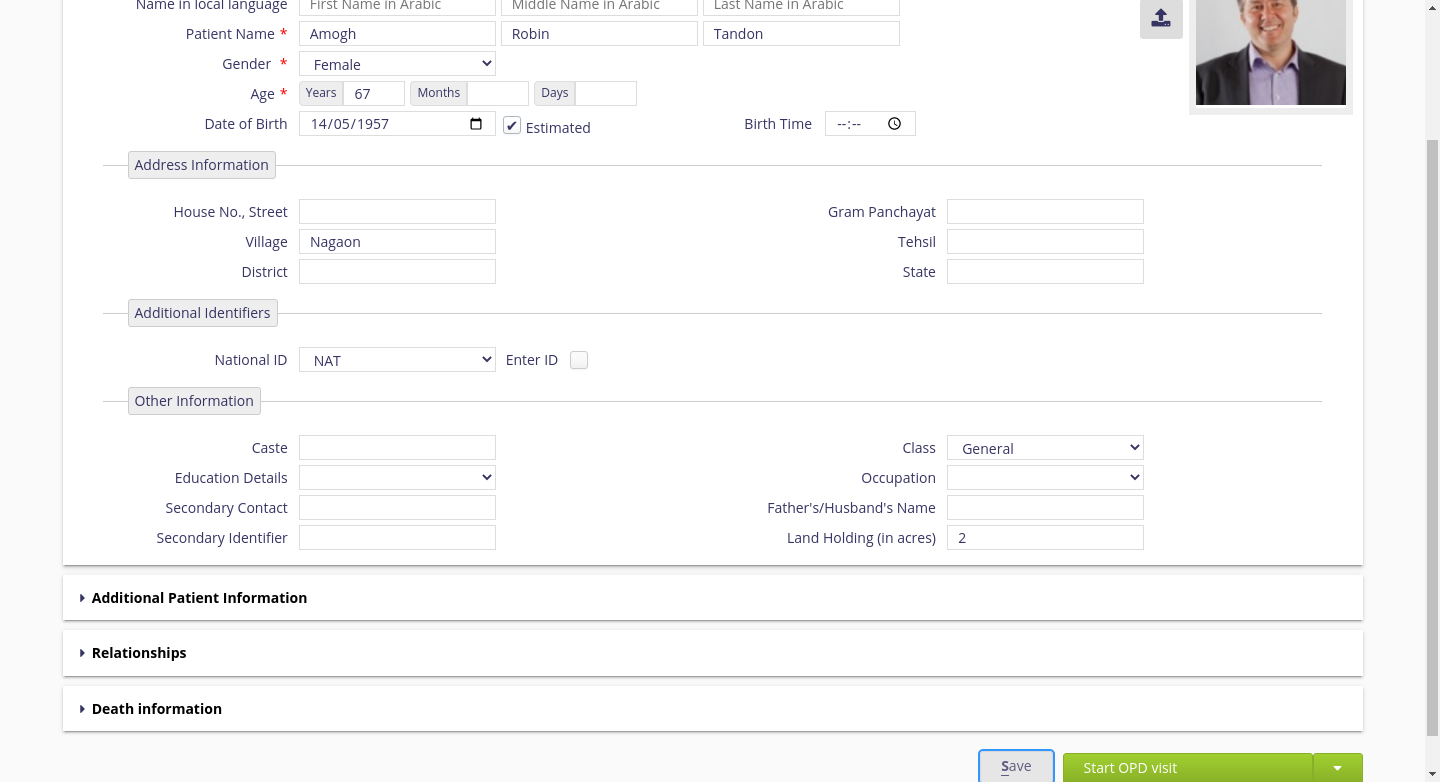 Name in local language First Name in Arabic Middle Name in Arabic Last Name in Arabic
Patient Name * Amogh Robin Tandon
Gender * Female
Age * Years 67 Months Days
Date of Birth 14/05/1957 Estimated Birth Time --:--
Address Information
House No., Street Gram Panchayat
Village Nagaon Tehsil
District State
Additional Identifiers
National ID NAT Enter ID
Other Information
Caste Class General
Education Details Occupation
Secondary Contact Father's/Husband's Name
Secondary Identifier Land Holding (in acres) 2
Additional Patient Information
Relationships
Death information
Save Start OPD visit